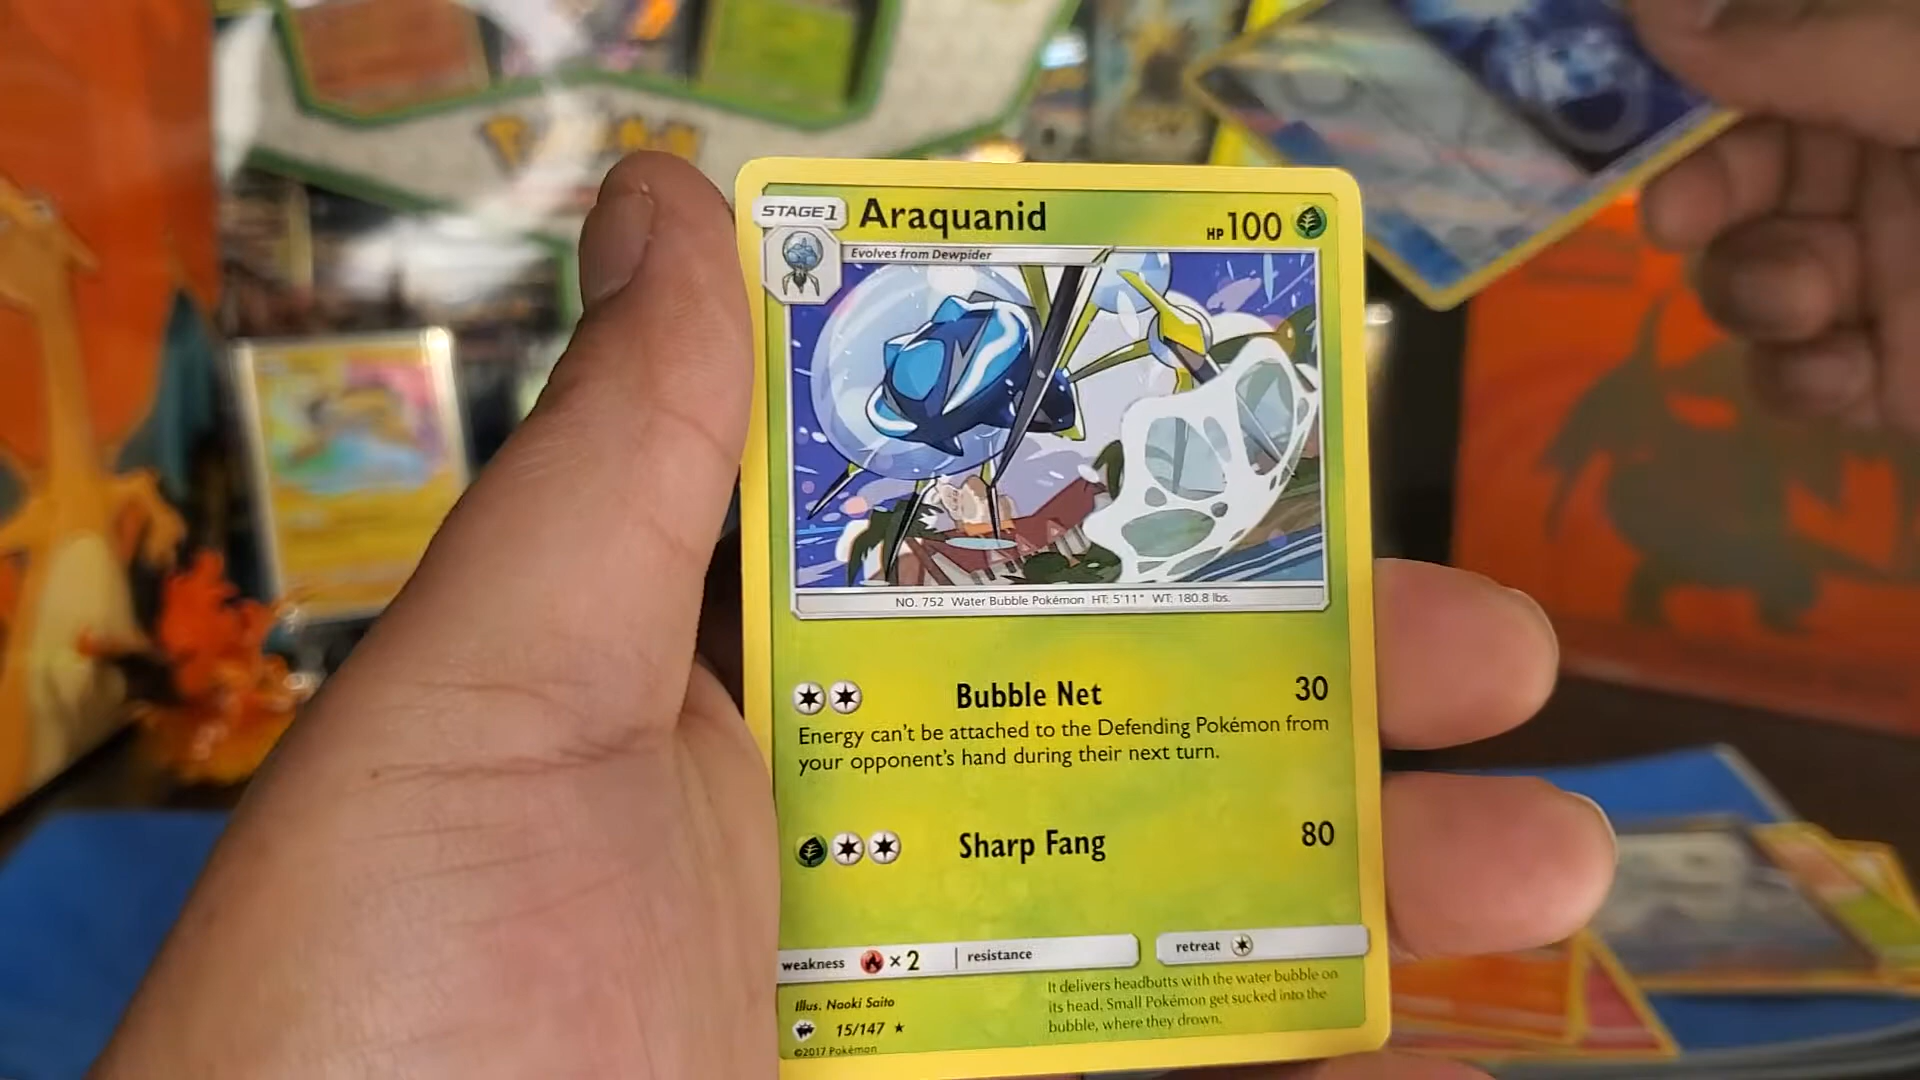 STAGE1 Araquanid HP100
Evolves from Dewpider
NO. 752 Water Bubble Pokémon HT: 5'11" WT: 180.8 lbs.
Bubble Net 30
Energy can't be attached to the Defending Pokémon from
your opponent's hand during their next turn.
Sharp Fang 80
weakness ×2 resistance
retreat
Illus. Naoki Saito
15/147 ★
©2017 Pokémon
It delivers headbutts with the water bubble on
its head. Small Pokémon get sucked into the
bubble, where they drown.